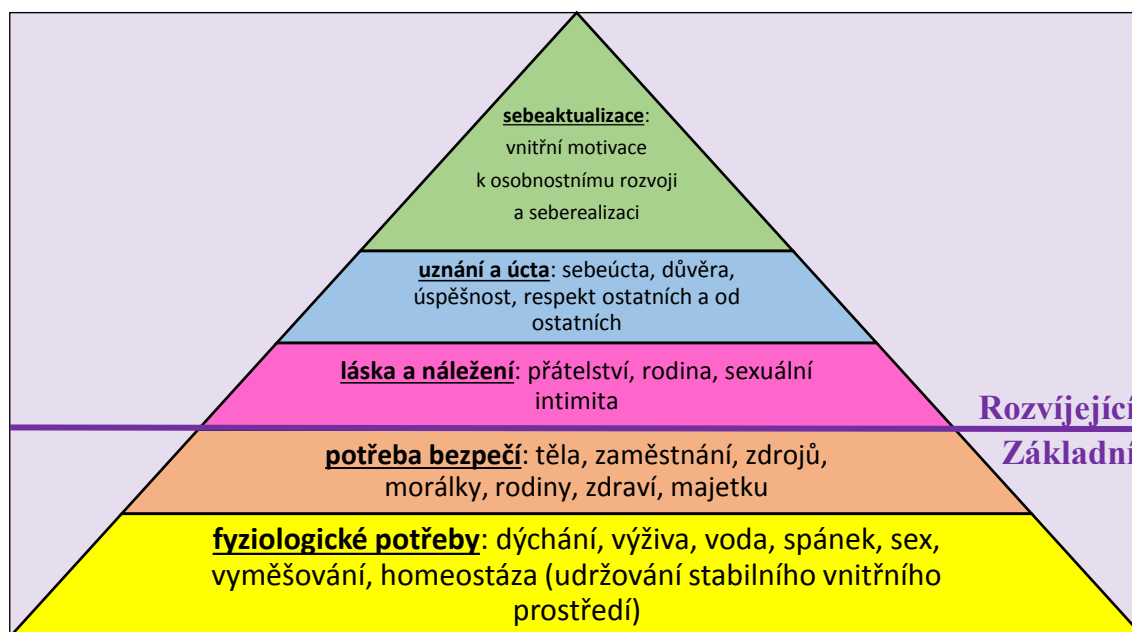 sebeaktualizace:
vnitřní motivace
k osobnostnímu rozvoji
a seberealizaci
uznání a úcta: sebeúcta, důvěra,
úspěšnost, respekt ostatních a od
ostatních
láska a náležení: přátelství, rodina, sexuální
intimita
Rozvíjející
Základní
potřeba bezpečí: těla, zaměstnání, zdrojů,
morálky, rodiny, zdraví, majetku
fyziologické potřeby: dýchání, výživa, voda, spánek, sex,
vyměšování, homeostáza (udržování stabilního vnitřního
prostředí)